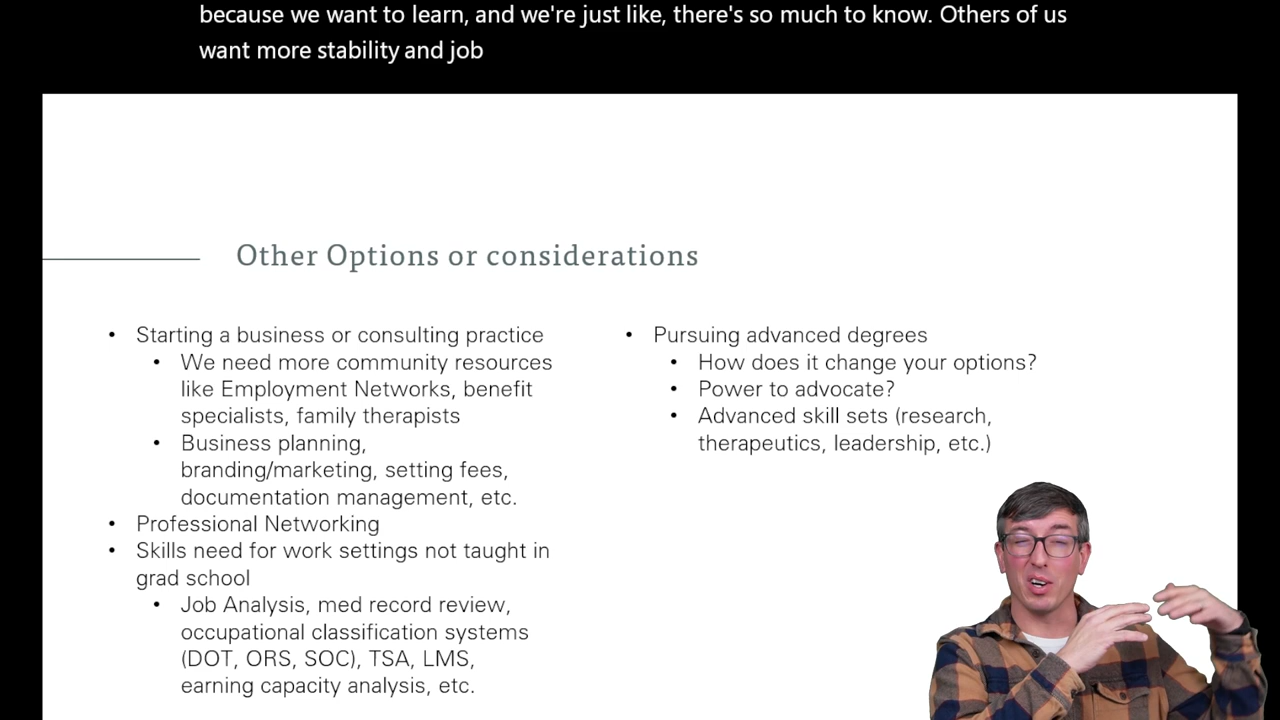 because we want to learn, and we're just like, there's so much to know. Others of us
want more stability and job
Other Options or considerations
• Starting a business or consulting practice
• We need more community resources
like Employment Networks, benefit
specialists, family therapists
• Business planning,
branding/marketing, setting fees,
documentation management, etc.
• Professional Networking
• Skills need for work settings not taught in
grad school
• Job Analysis, med record review,
occupational classification systems
(DOT, ORS, SOC), TSA, LMS,
earning capacity analysis, etc.
• Pursuing advanced degrees
• How does it change your options?
• Power to advocate?
• Advanced skill sets (research,
therapeutics, leadership, etc.)